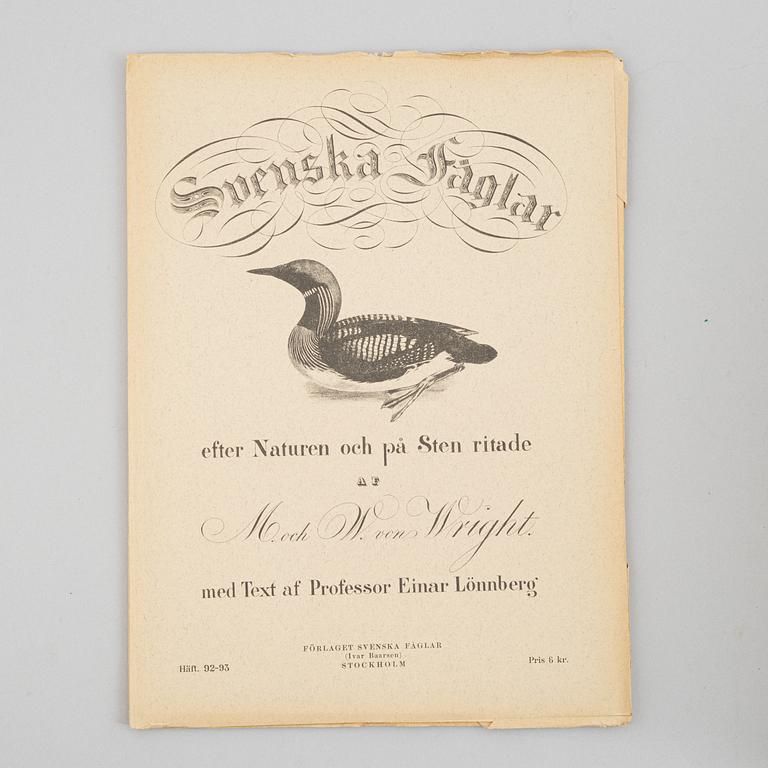 Svenska Fåglar
efter Naturen och på Sten ritade
AF
M. och W. von Wright.
med Text af Professor Einar Lönnberg
FÖRLAGET SVENSKA FÅGLAR
(Ivar Baarsen)
STOCKHOLM
Häft. 92-93
Pris 6 kr.